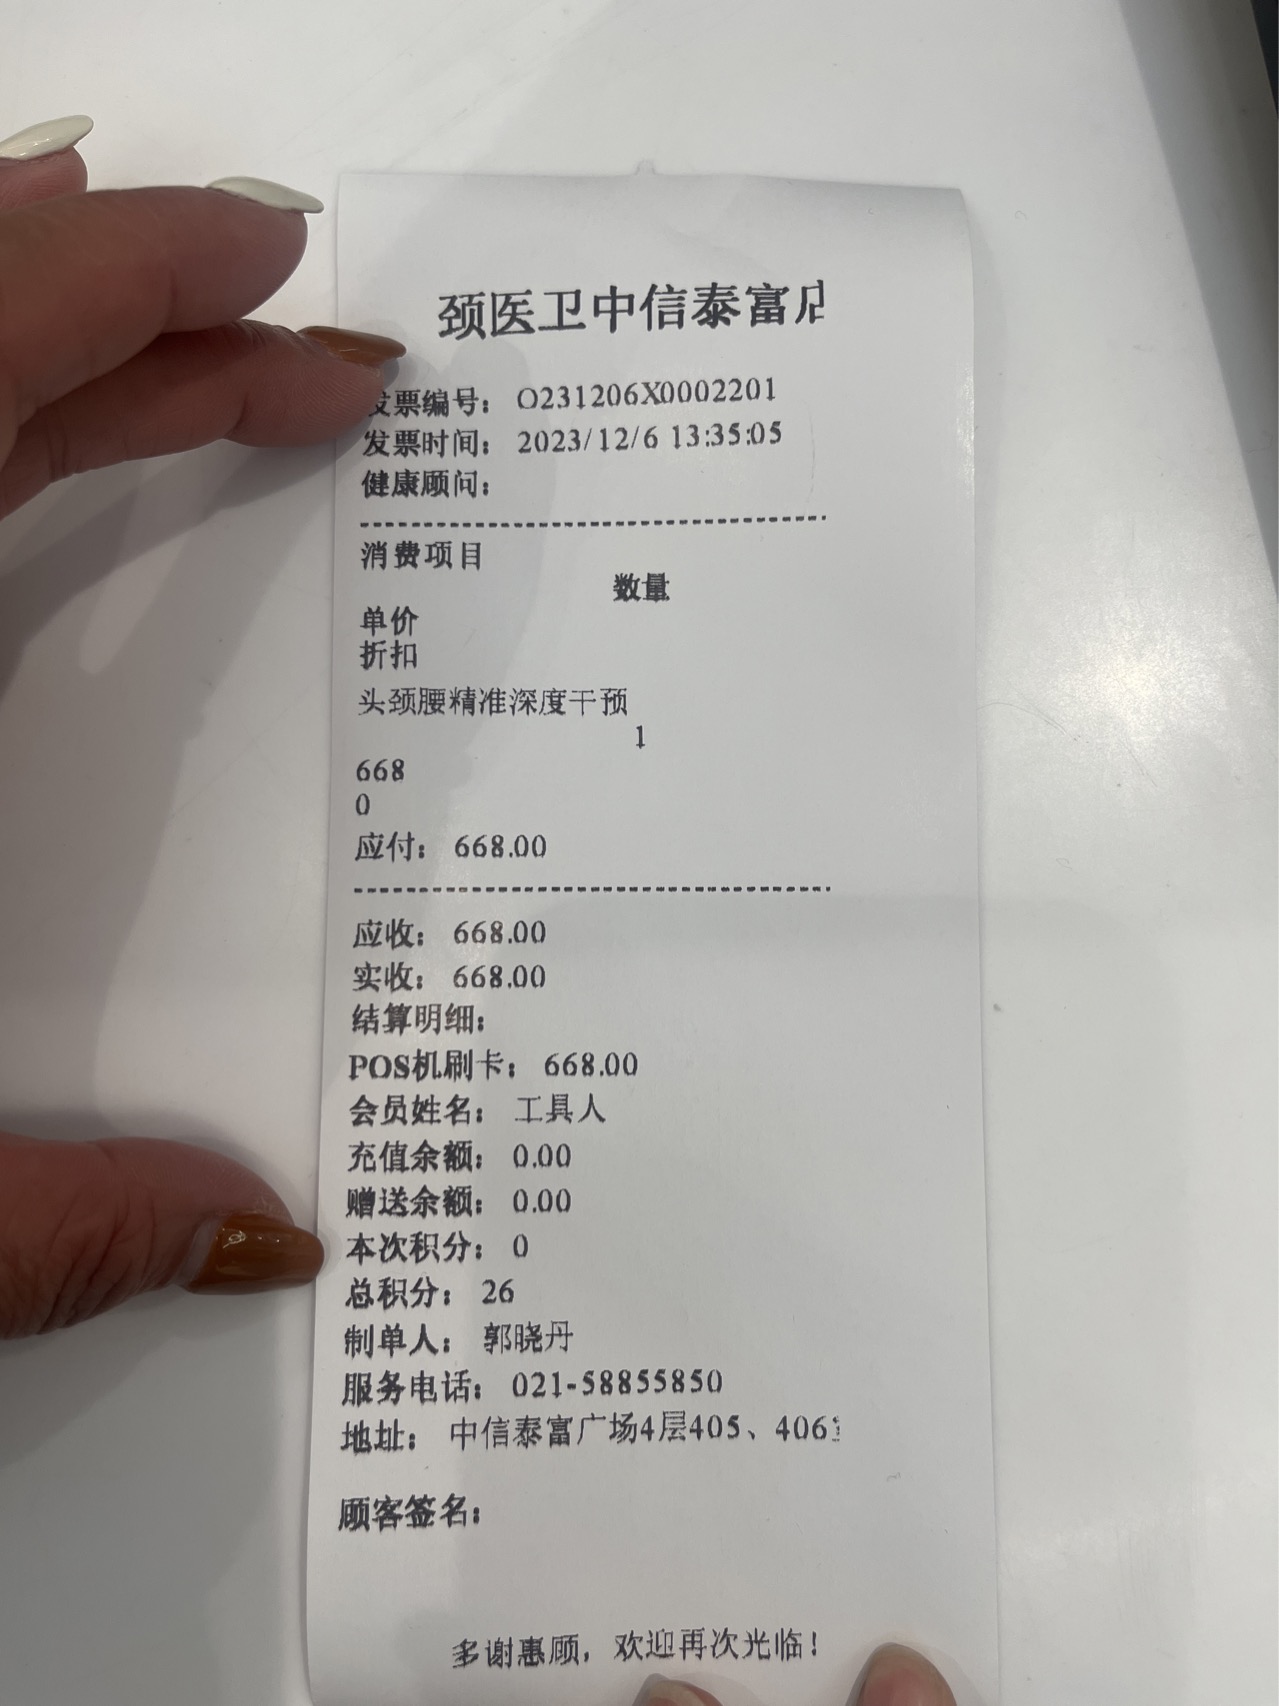 颈医卫中信泰富店
发票编号： O231206X0002201
发票时间： 2023/12/6 13:35:05
健康顾问：
消费项目
数量
单价
折扣
头颈腰精准深度干预
1
668
0
应付： 668.00
应收： 668.00
实收： 668.00
结算明细：
POS机刷卡： 668.00
会员姓名： 工具人
充值余额： 0.00
赠送余额： 0.00
本次积分： 0
总积分： 26
制单人： 郭晓丹
服务电话： 021-58855850
地址： 中信泰富广场4层405、406
顾客签名：
多谢惠顾，欢迎再次光临！